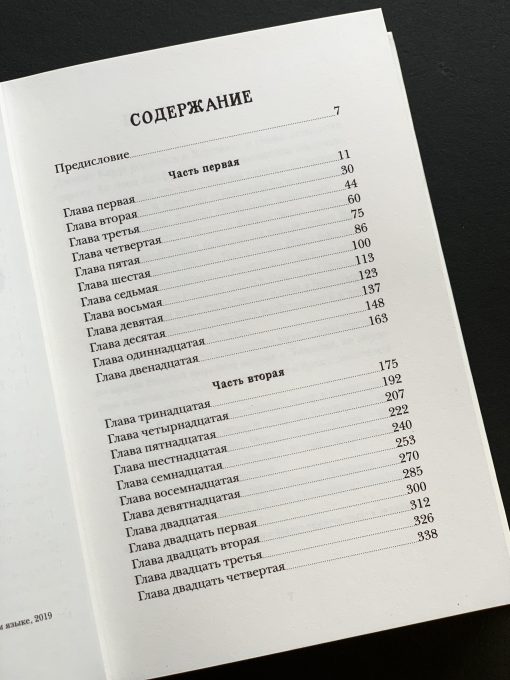 СОДЕРЖАНИЕ
Предисловие 7
Часть первая
Глава первая 11
Глава вторая 30
Глава третья 44
Глава четвертая 60
Глава пятая 75
Глава шестая 86
Глава седьмая 100
Глава восьмая 113
Глава девятая 123
Глава десятая 137
Глава одиннадцатая 148
Глава двенадцатая 163
Часть вторая
Глава тринадцатая 175
Глава четырнадцатая 192
Глава пятнадцатая 207
Глава шестнадцатая 222
Глава семнадцатая 240
Глава восемнадцатая 253
Глава девятнадцатая 270
Глава двадцатая 285
Глава двадцать первая 300
Глава двадцать вторая 312
Глава двадцать третья 326
Глава двадцать четвертая 338
языке, 2019